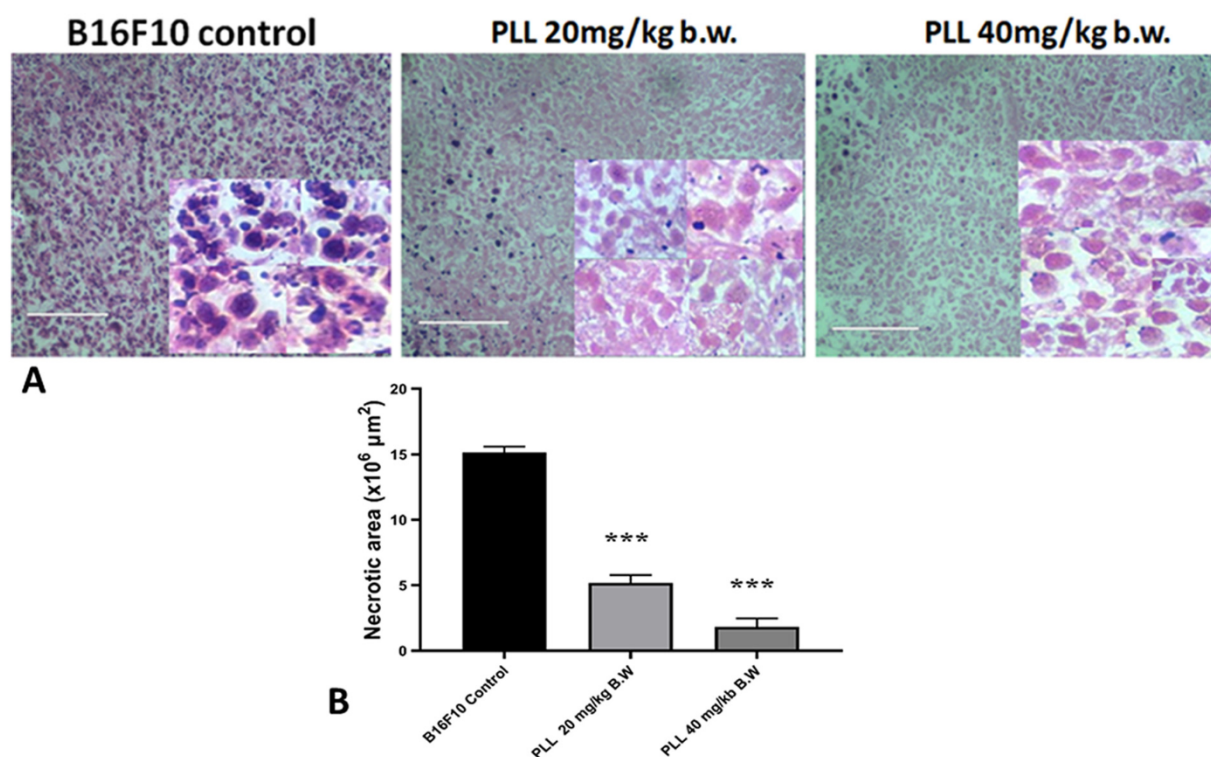 B16F10 control
PLL 20mg/kg b.w.
PLL 40mg/kg b.w.
A
Necrotic area (x10⁶ µm²)
20
15
10
5
0
***
***
B16F10 Control
PLL  20 mg/kg B.W
PLL 40 mg/kb B.W
B